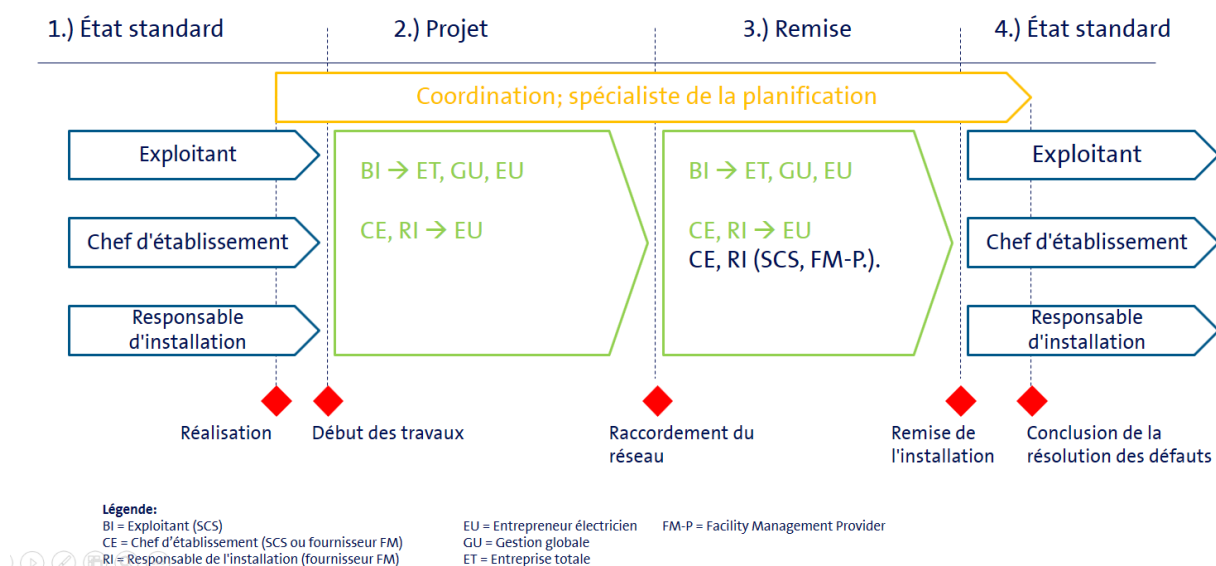 1.) État standard
2.) Projet
3.) Remise
4.) État standard
Coordination; spécialiste de la planification
Exploitant
Chef d'établissement
Responsable
d'installation
BI → ET, GU, EU
CE, RI → EU
BI → ET, GU, EU
CE, RI → EU
CE, RI (SCS, FM-P.).
Exploitant
Chef d'établissement
Responsable
d'installation
Réalisation
Début des travaux
Raccordement du
réseau
Remise de
l'installation
Conclusion de la
résolution des défauts
Légende:
BI = Exploitant (SCS)
CE = Chef d'établissement (SCS ou fournisseur FM)
RI = Responsable de l'installation (fournisseur FM)
EU = Entrepreneur électricien
GU = Gestion globale
ET = Entreprise totale
FM-P = Facility Management Provider